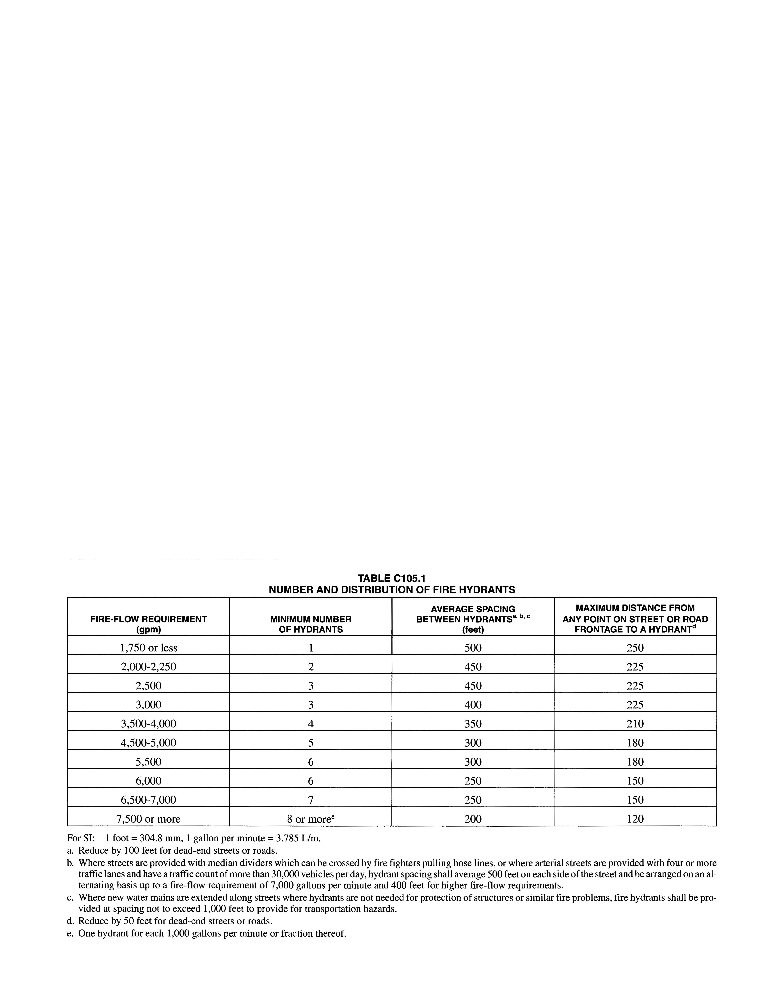 TABLE C105.1
NUMBER AND DISTRIBUTION OF FIRE HYDRANTS
FIRE-FLOW REQUIREMENT
(gpm)
MINIMUM NUMBER
OF HYDRANTS
AVERAGE SPACING
BETWEEN HYDRANTSa, b, c
(feet)
MAXIMUM DISTANCE FROM
ANY POINT ON STREET OR ROAD
FRONTAGE TO A HYDRANTd
1,750 or less 1 500 250
2,000-2,250 2 450 225
2,500 3 450 225
3,000 3 400 225
3,500-4,000 4 350 210
4,500-5,000 5 300 180
5,500 6 300 180
6,000 6 250 150
6,500-7,000 7 250 150
7,500 or more 8 or moree 200 120
For SI: 1 foot = 304.8 mm, 1 gallon per minute = 3.785 L/m.
a. Reduce by 100 feet for dead-end streets or roads.
b. Where streets are provided with median dividers which can be crossed by fire fighters pulling hose lines, or where arterial streets are provided with four or more
traffic lanes and have a traffic count of more than 30,000 vehicles per day, hydrant spacing shall average 500 feet on each side of the street and be arranged on an al-
ternating basis up to a fire-flow requirement of 7,000 gallons per minute and 400 feet for higher fire-flow requirements.
c. Where new water mains are extended along streets where hydrants are not needed for protection of structures or similar fire problems, fire hydrants shall be pro-
vided at spacing not to exceed 1,000 feet to provide for transportation hazards.
d. Reduce by 50 feet for dead-end streets or roads.
e. One hydrant for each 1,000 gallons per minute or fraction thereof.